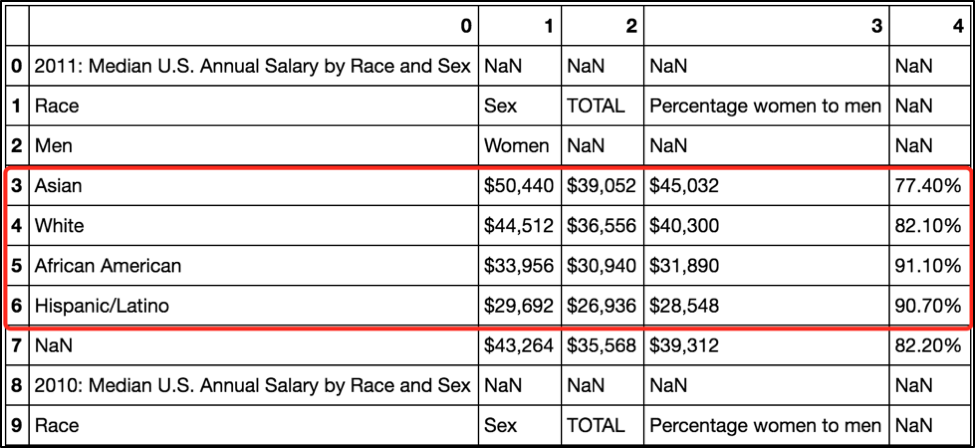 0 1 2 3 4
0 2011: Median U.S. Annual Salary by Race and Sex NaN NaN NaN NaN
1 Race Sex TOTAL Percentage women to men NaN
2 Men Women NaN NaN NaN
3 Asian $50,440 $39,052 $45,032 77.40%
4 White $44,512 $36,556 $40,300 82.10%
5 African American $33,956 $30,940 $31,890 91.10%
6 Hispanic/Latino $29,692 $26,936 $28,548 90.70%
7 NaN $43,264 $35,568 $39,312 82.20%
8 2010: Median U.S. Annual Salary by Race and Sex NaN NaN NaN NaN
9 Race Sex TOTAL Percentage women to men NaN